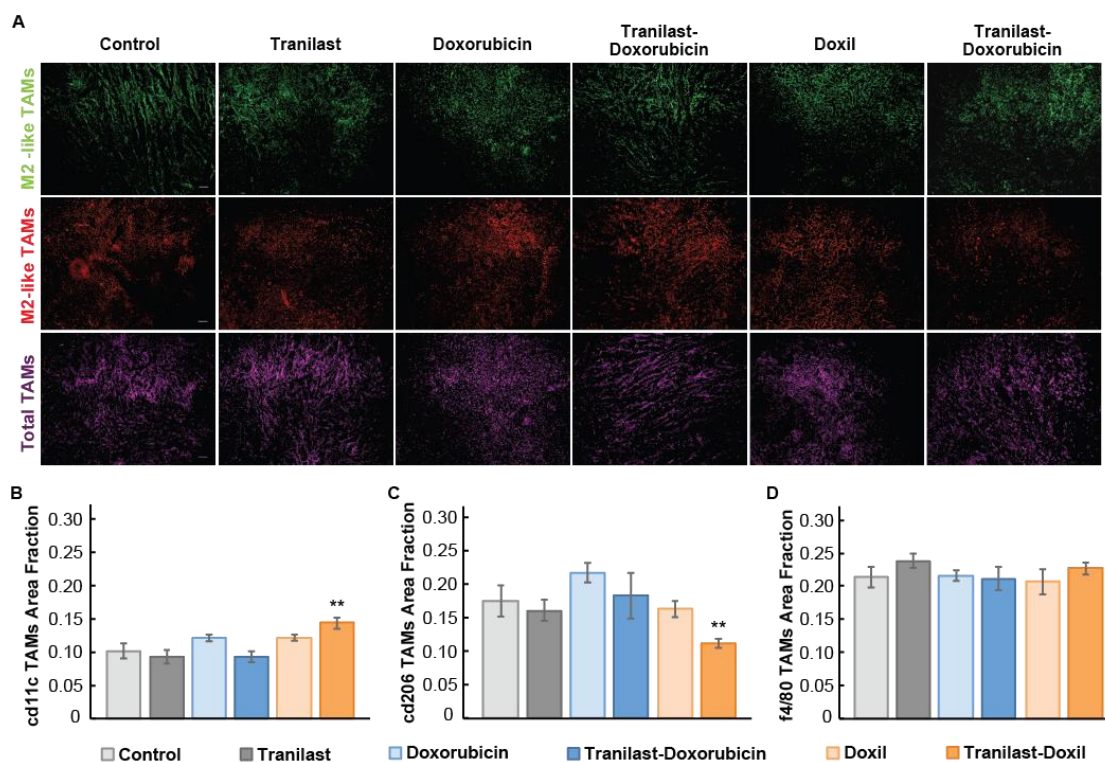 A
Control
Tranilast
Doxorubicin
Tranilast-
Doxorubicin
Doxil
Tranilast-
Doxorubicin
M2 -like TAMs
M2-like TAMs
Total TAMs
B
cd11c TAMs Area Fraction
0.30
0.25
0.20
0.15
0.10
0.05
0
**
C
cd206 TAMs Area Fraction
0.30
0.25
0.20
0.15
0.10
0.05
0
**
D
f4/80 TAMs Area Fraction
0.30
0.25
0.20
0.15
0.10
0.05
0
Control
Tranilast
Doxorubicin
Tranilast-Doxorubicin
Doxil
Tranilast-Doxil